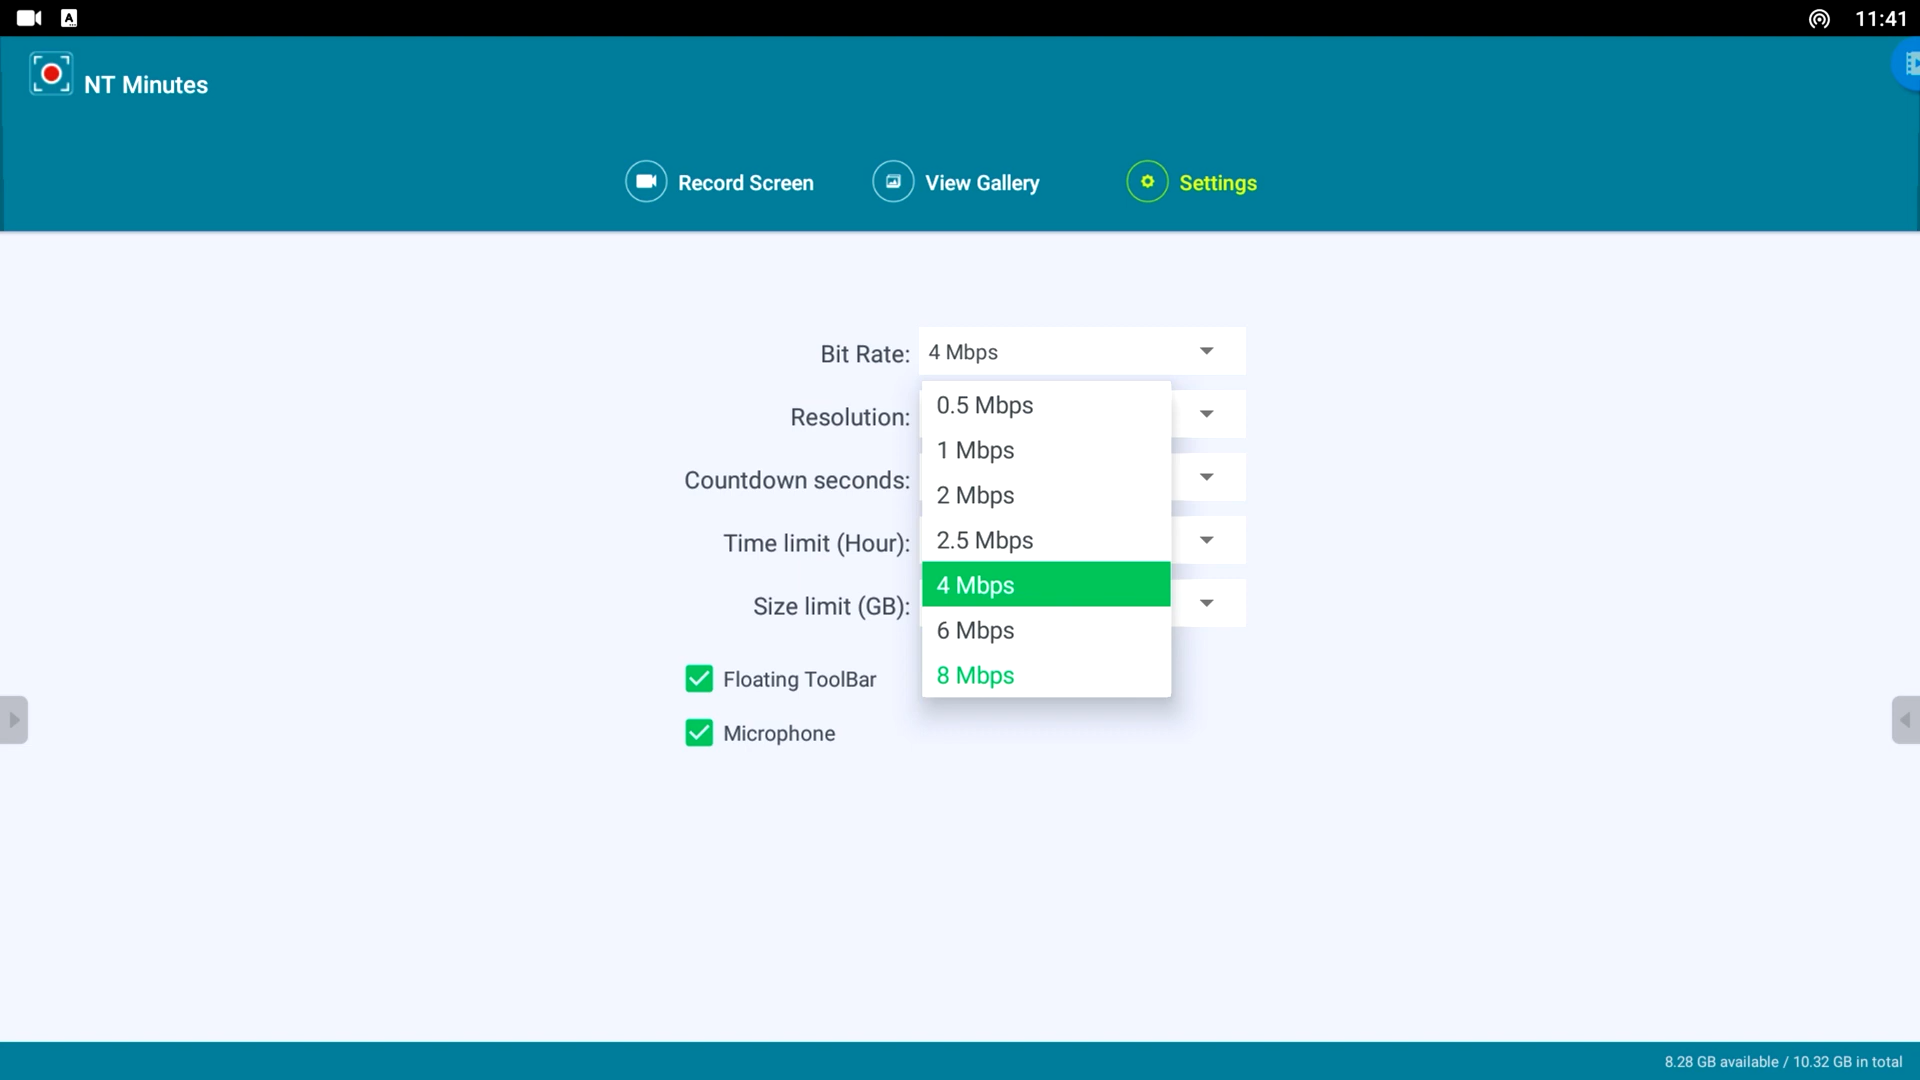 11:41
NT Minutes
Record Screen
View Gallery
Settings
Bit Rate: 4 Mbps
0.5 Mbps
Resolution:
1 Mbps
Countdown seconds:
2 Mbps
2.5 Mbps
Time limit (Hour):
4 Mbps
Size limit (GB):
6 Mbps
8 Mbps
Floating ToolBar
Microphone
8.28 GB available / 10.32 GB in total